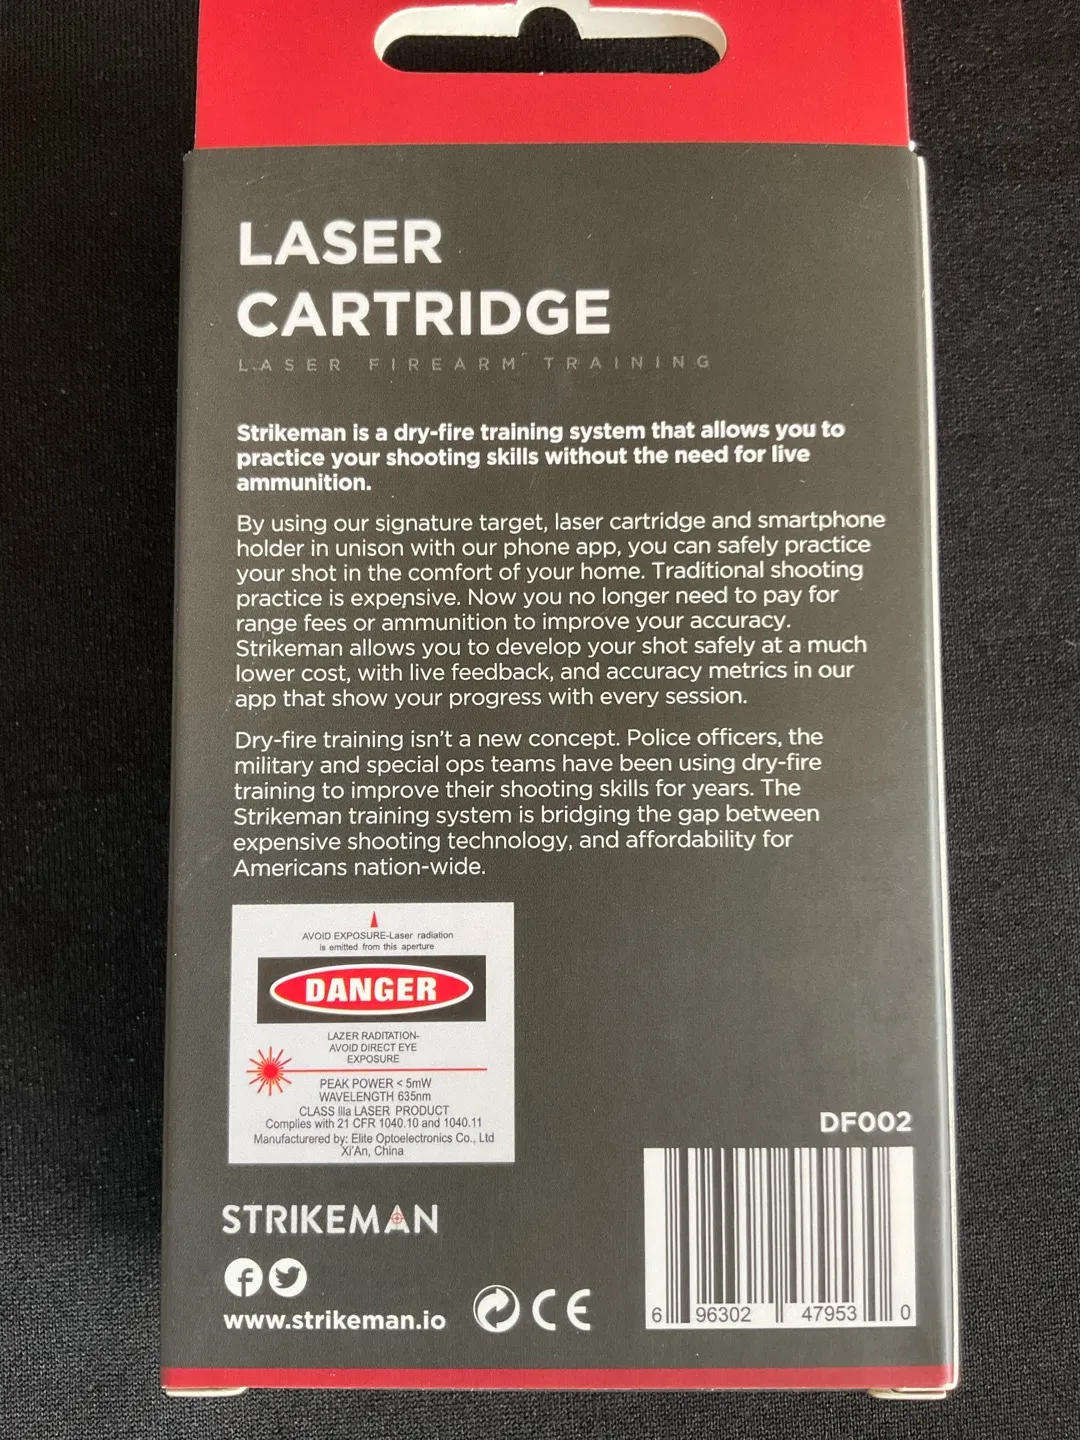 LASER
CARTRIDGE
LASER FIREARM TRAINING
Strikeman is a dry-fire training system that allows you to
practice your shooting skills without the need for live
ammunition.
By using our signature target, laser cartridge and smartphone
holder in unison with our phone app, you can safely practice
your shot in the comfort of your home. Traditional shooting
practice is expensive. Now you no longer need to pay for
range fees or ammunition to improve your accuracy.
Strikeman allows you to develop your shot safely at a much
lower cost, with live feedback, and accuracy metrics in our
app that show your progress with every session.
Dry-fire training isn't a new concept. Police officers, the
military and special ops teams have been using dry-fire
training to improve their shooting skills for years. The
Strikeman training system is bridging the gap between
expensive shooting technology, and affordability for
Americans nation-wide.
AVOID EXPOSURE-Laser radiation
is emitted from this aperture
DANGER
LAZER RADITATION-
AVOID DIRECT EYE
EXPOSURE
PEAK POWER < 5mW
WAVELENGTH 635nm
CLASS IIIa LASER PRODUCT
Complies with 21 CFR 1040.10 and 1040.11
Manufacturered by: Elite Optoelectronics Co., Ltd
Xi'An, China
DF002
6 96302 47953 0
STRIKEMAN
www.strikeman.io
CE